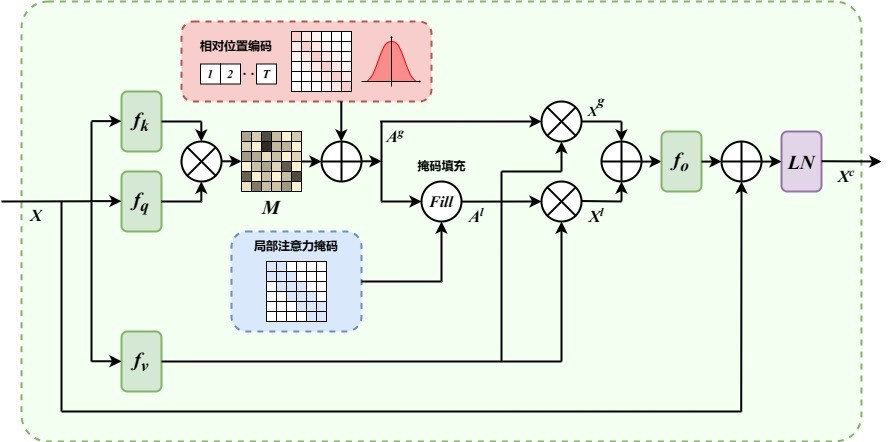 相对位置编码
1 2 ·· T
f_k
A^g
X^g
掩码填充
f_o
LN
X^c
X
f_q
M
Fill
A^l
X^l
局部注意力掩码
f_v